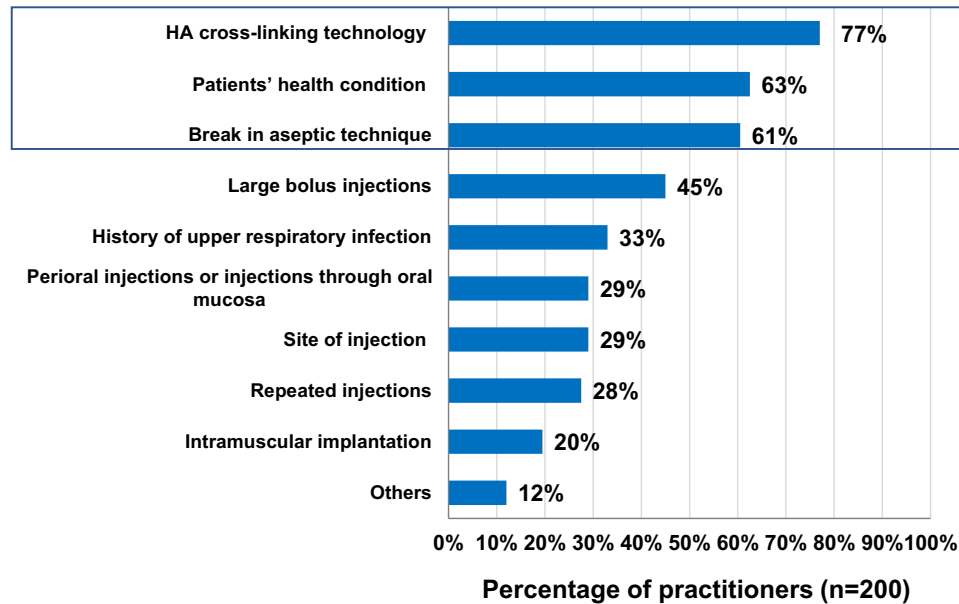 HA cross-linking technology 77%
Patients’ health condition 63%
Break in aseptic technique 61%
Large bolus injections 45%
History of upper respiratory infection 33%
Perioral injections or injections through oral
mucosa 29%
Site of injection 29%
Repeated injections 28%
Intramuscular implantation 20%
Others 12%
0% 10% 20% 30% 40% 50% 60% 70% 80% 90% 100%
Percentage of practitioners (n=200)